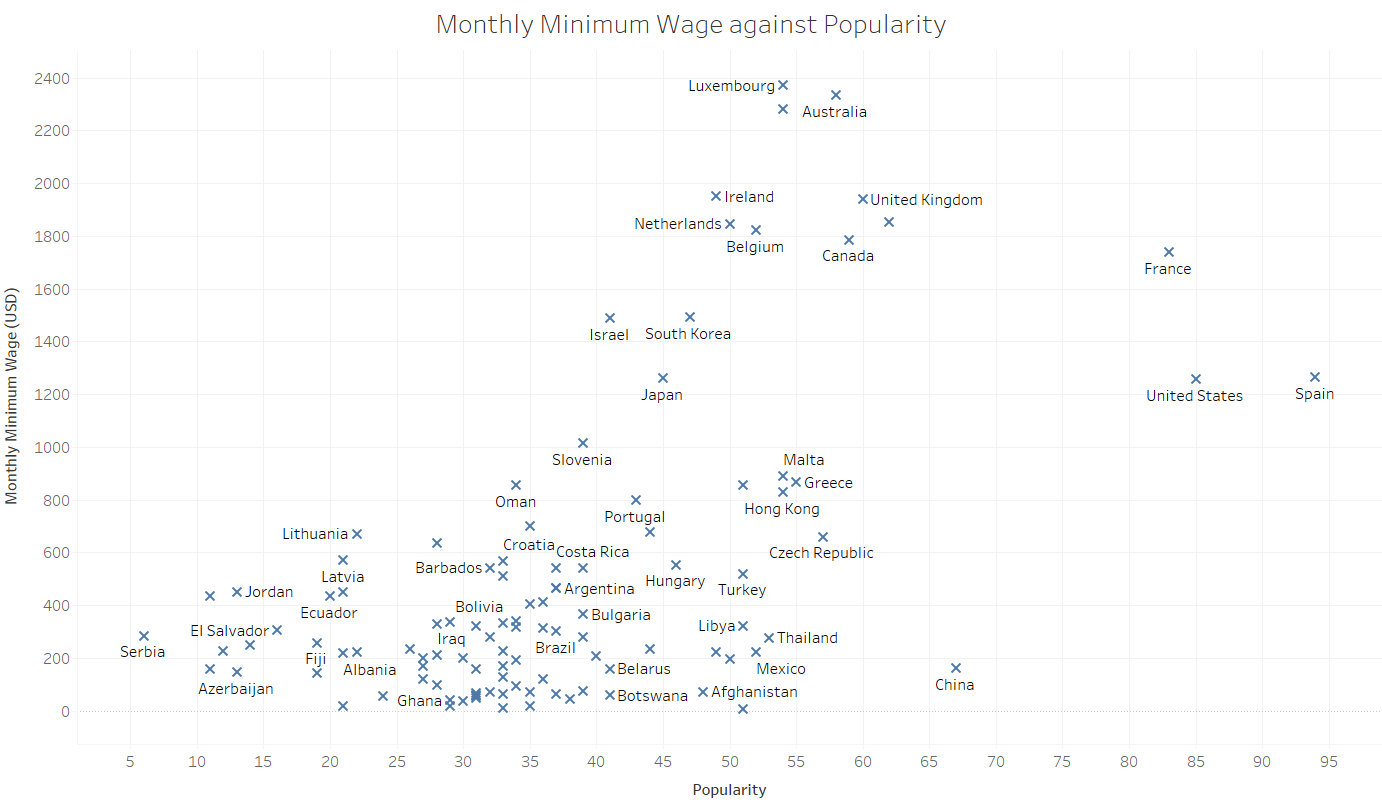 Monthly Minimum Wage against Popularity
Monthly Minimum Wage (USD)
2400
2200
2000
1800
1600
1400
1200
1000
800
600
400
200
0
Luxembourg
Australia
Ireland
United Kingdom
Netherlands
Belgium
Canada
France
Israel
South Korea
Japan
United States
Spain
Slovenia
Malta
Greece
Oman
Hong Kong
Portugal
Lithuania
Croatia
Costa Rica
Czech Republic
Barbados
Latvia
Hungary
Argentina
Turkey
Jordan
Ecuador
Bolivia
Bulgaria
El Salvador
Libya
Iraq
Thailand
Serbia
Fiji
Brazil
Albania
Belarus
Mexico
Azerbaijan
China
Ghana
Botswana
Afghanistan
5
10
15
20
25
30
35
40
45
50
55
60
65
70
75
80
85
90
95
Popularity